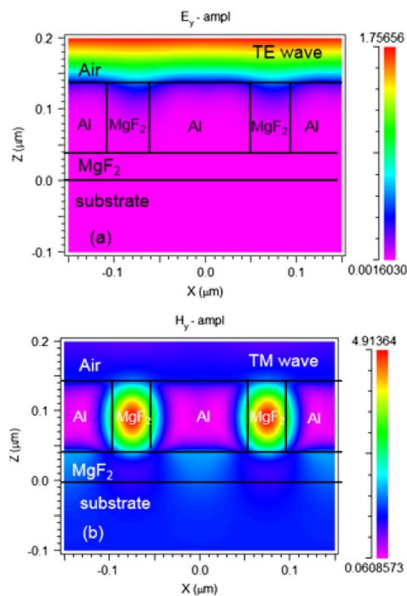 E_y - ampl
0.2
TE wave
1.75656
Air
0.1
Al MgF₂ Al MgF₂ Al
Z (μm)
MgF₂
0.0
substrate
(a)
-0.1
0.0016030
-0.1 0.0 0.1
X (μm)
H_y - ampl
0.2
4.91364
Air TM wave
0.1
Al MgF₂ Al MgF₂ Al
Z (μm)
MgF₂
0.0
substrate
(b)
-0.1
0.0608573
-0.1 0.0 0.1
X (μm)